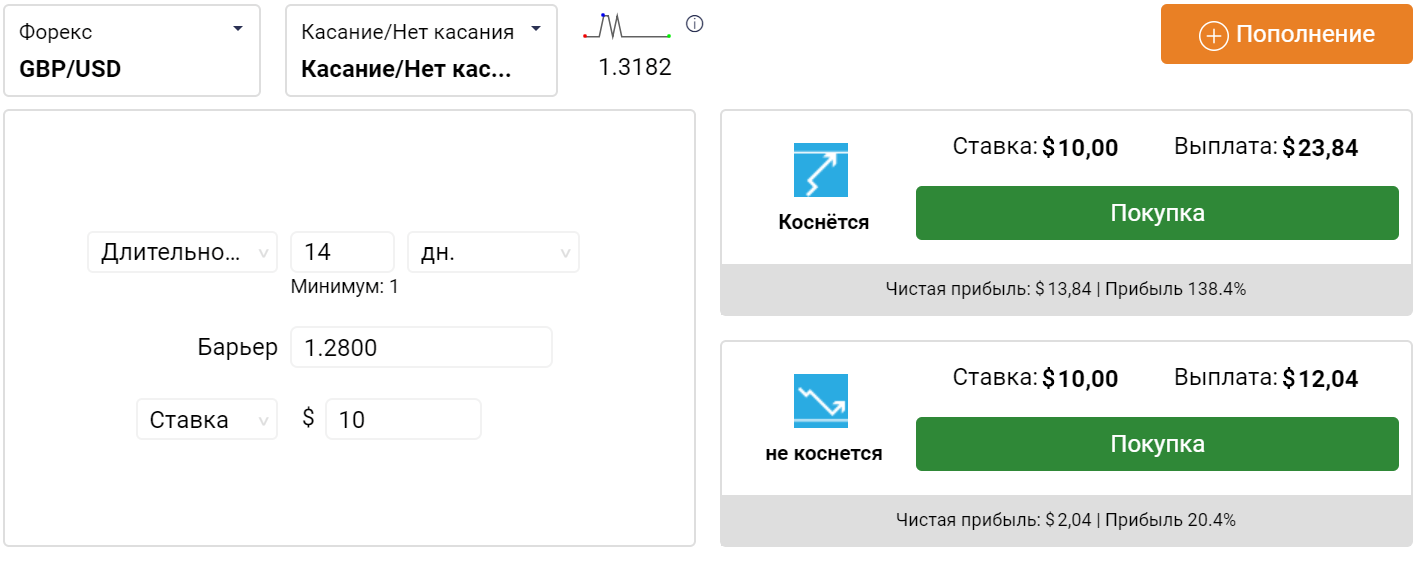 Форекс
GBP/USD
Касание/Нет касания
Касание/Нет кас...
1.3182
Пополнение
Длительно...
14
дн.
Минимум: 1
Барьер
1.2800
Ставка
$
10
Коснётся
Ставка: $10,00
Выплата: $23,84
Покупка
Чистая прибыль: $13,84 | Прибыль 138.4%
не коснется
Ставка: $10,00
Выплата: $12,04
Покупка
Чистая прибыль: $2,04 | Прибыль 20.4%